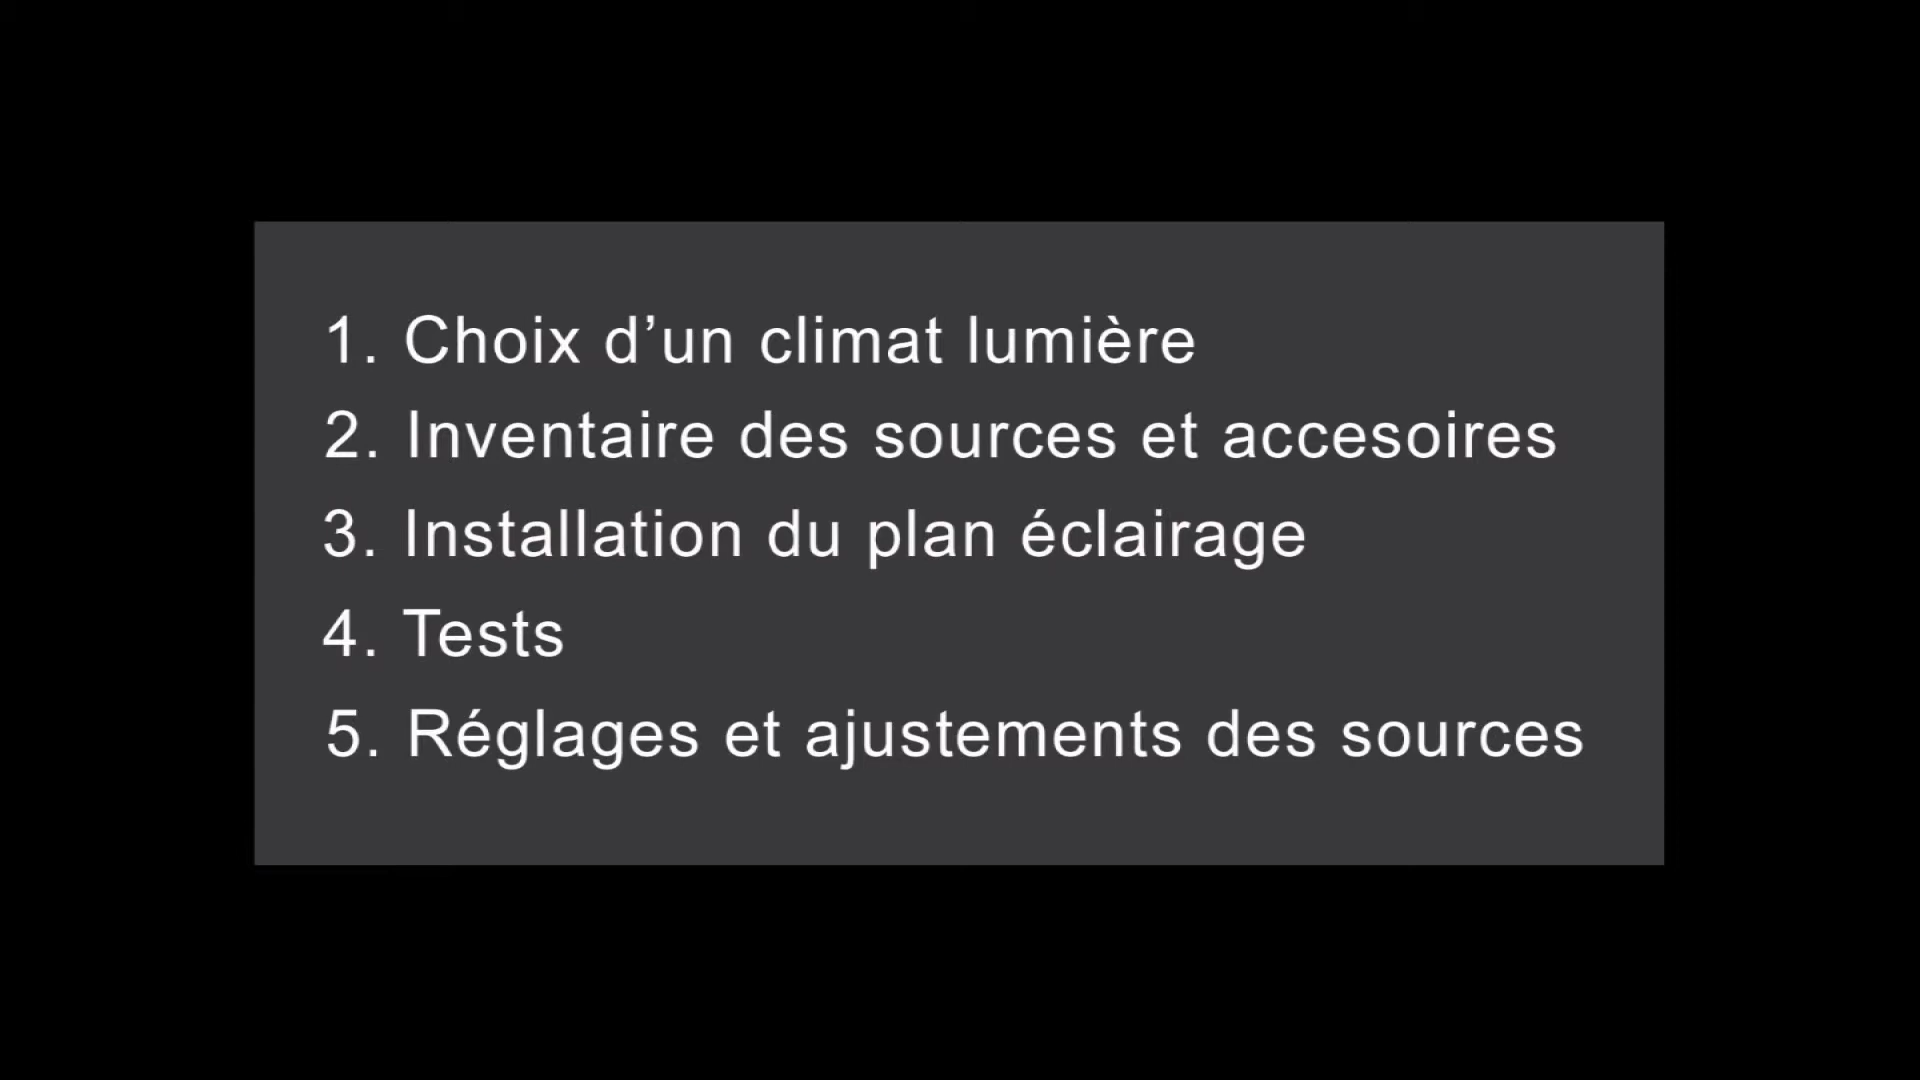 1. Choix d’un climat lumière
2. Inventaire des sources et accesoires
3. Installation du plan éclairage
4. Tests
5. Réglages et ajustements des sources